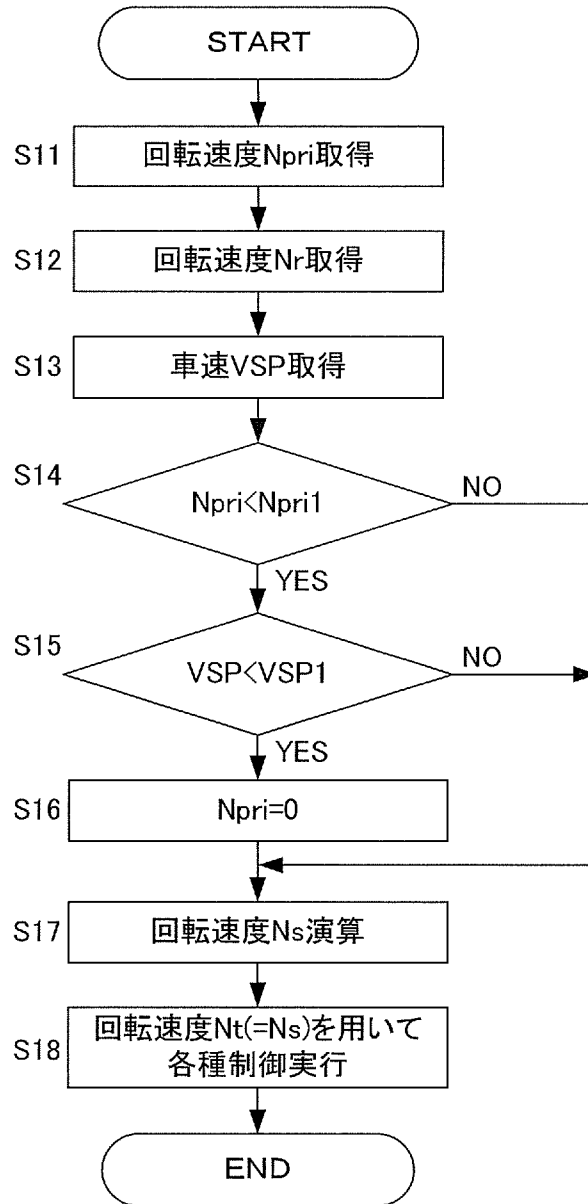 START
S11
回転速度Npri取得
S12
回転速度Nr取得
S13
車速VSP取得
S14
Npri<Npri1
NO
YES
S15
VSP<VSP1
NO
YES
S16
Npri=0
S17
回転速度Ns演算
S18
回転速度Nt(=Ns)を用いて
各種制御実行
END